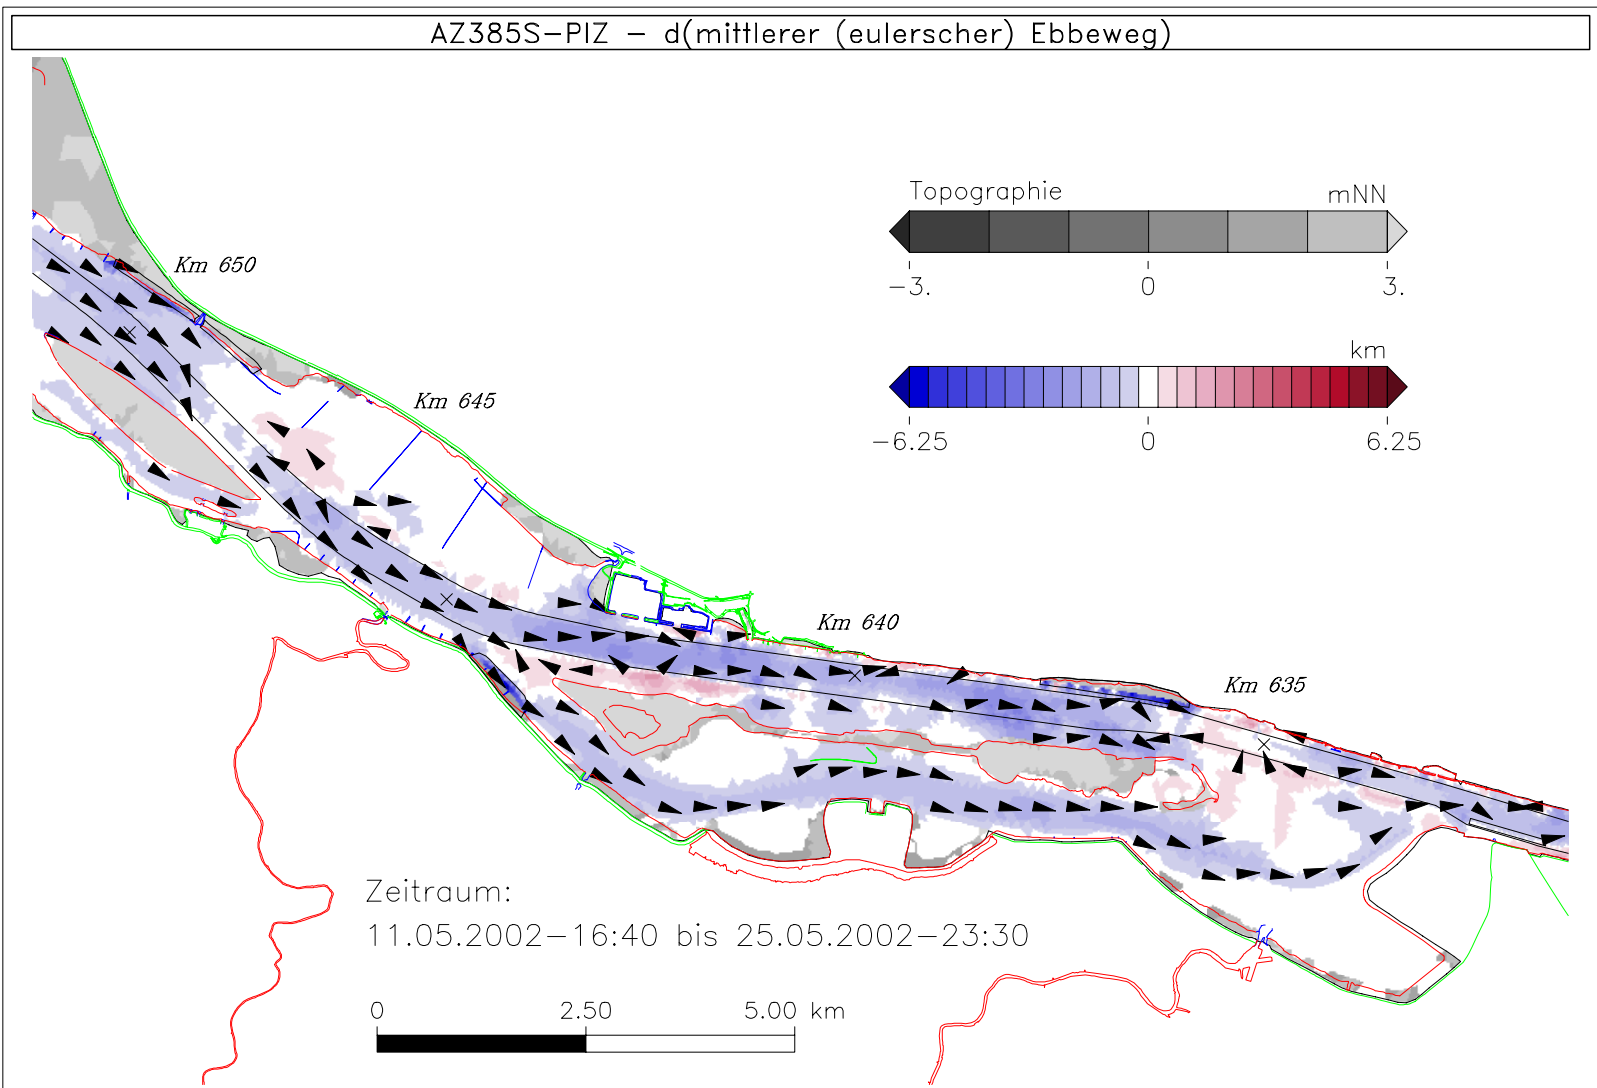 AZ385S-PIZ - d(mittlerer (eulerscher) Ebbeweg)
Topographie mNN
-3. 0 3.
km
-6.25 0 6.25
Km 650
Km 645
Km 640
Km 635
Zeitraum:
11.05.2002-16:40 bis 25.05.2002-23:30
0 2.50 5.00 km